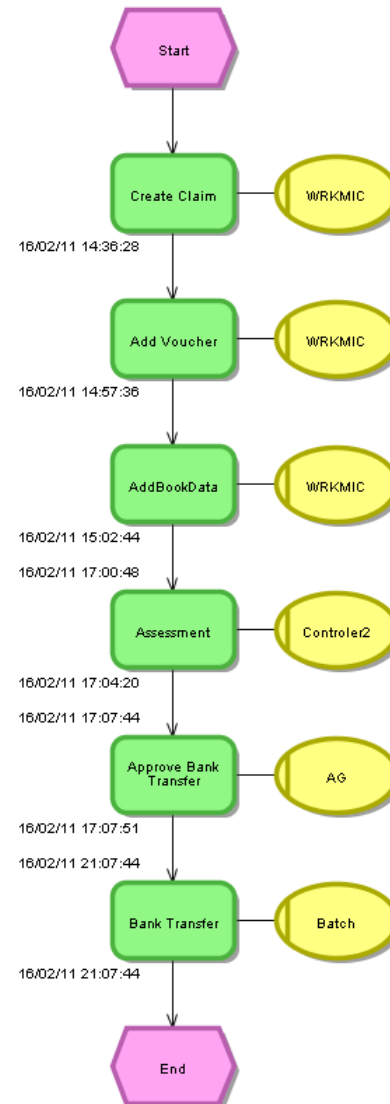 Start
Create Claim
WRKMIC
16/02/11 14:36:28
Add Voucher
WRKMIC
16/02/11 14:57:36
AddBookData
WRKMIC
16/02/11 15:02:44
16/02/11 17:00:48
Assessment
Controler2
16/02/11 17:04:20
16/02/11 17:07:44
Approve Bank
Transfer
AG
16/02/11 17:07:51
16/02/11 21:07:44
Bank Transfer
Batch
16/02/11 21:07:44
End